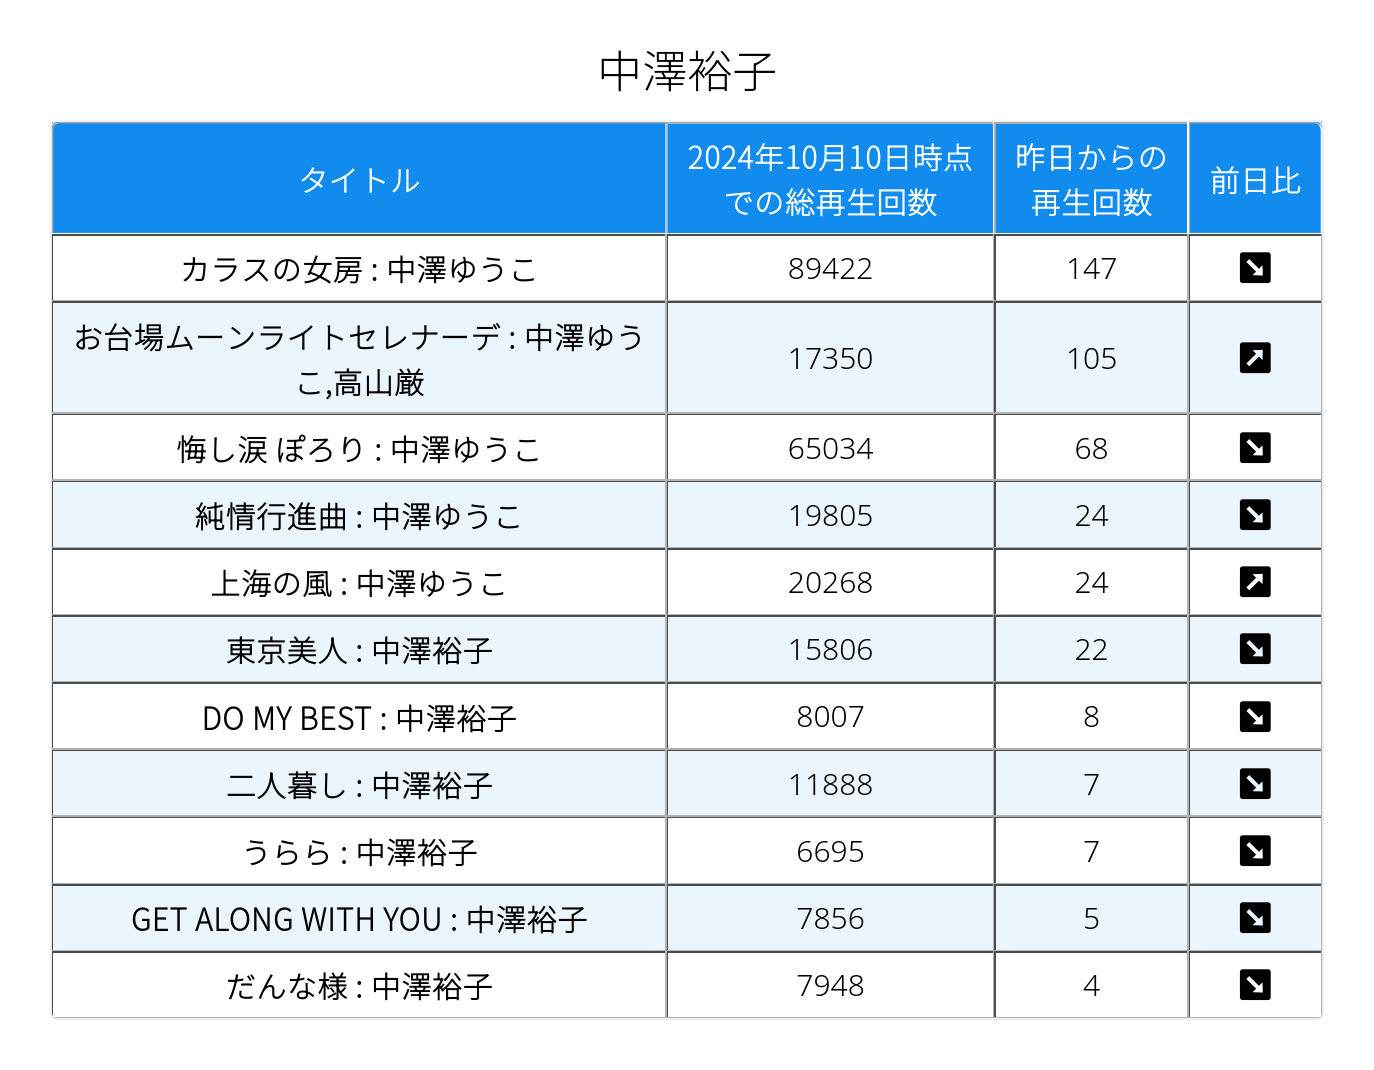 中澤裕子
タイトル
2024年10月10日時点
での総再生回数
昨日からの
再生回数
前日比
カラスの女房 : 中澤ゆうこ
89422
147
お台場ムーンライトセレナーデ : 中澤ゆう
こ,高山厳
17350
105
悔し涙 ぽろり : 中澤ゆうこ
65034
68
純情行進曲 : 中澤ゆうこ
19805
24
上海の風 : 中澤ゆうこ
20268
24
東京美人 : 中澤裕子
15806
22
DO MY BEST : 中澤裕子
8007
8
二人暮し : 中澤裕子
11888
7
うらら : 中澤裕子
6695
7
GET ALONG WITH YOU : 中澤裕子
7856
5
だんな様 : 中澤裕子
7948
4